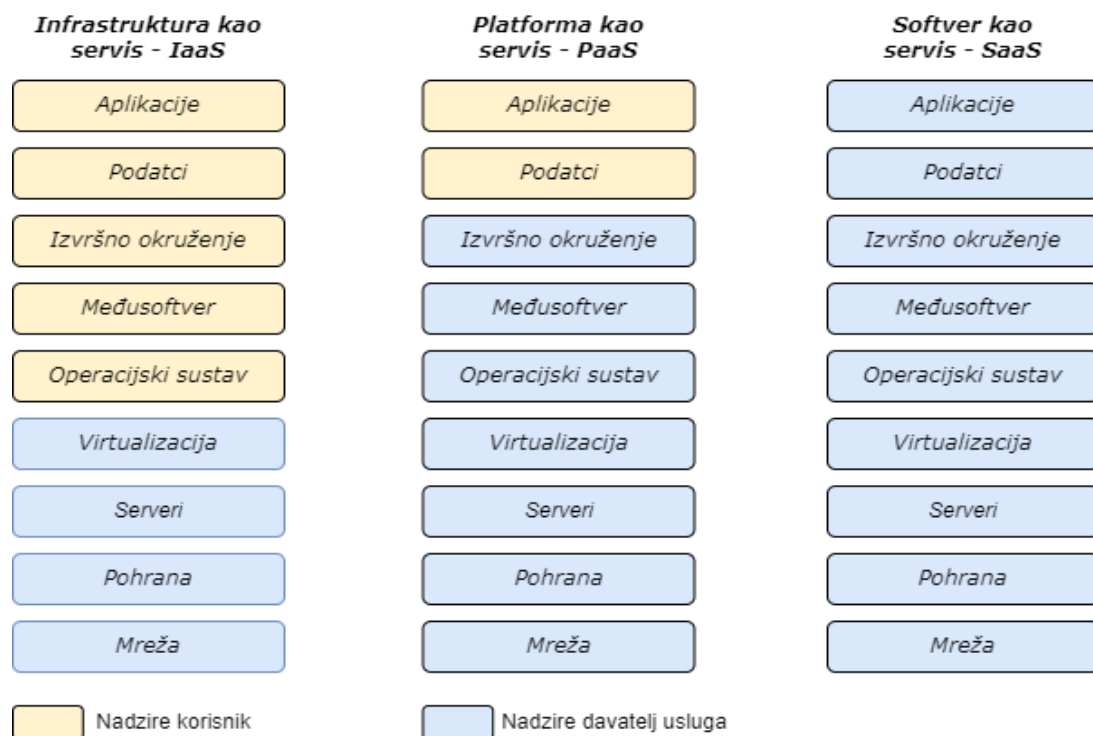 Infrastruktura kao
servis - IaaS
Aplikacije
Podatci
Izvršno okruženje
Međusoftver
Operacijski sustav
Virtualizacija
Serveri
Pohrana
Mreža
Platforma kao
servis - PaaS
Aplikacije
Podatci
Izvršno okruženje
Međusoftver
Operacijski sustav
Virtualizacija
Serveri
Pohrana
Mreža
Softver kao
servis - SaaS
Aplikacije
Podatci
Izvršno okruženje
Međusoftver
Operacijski sustav
Virtualizacija
Serveri
Pohrana
Mreža
Nadzire korisnik
Nadzire davatelj usluga